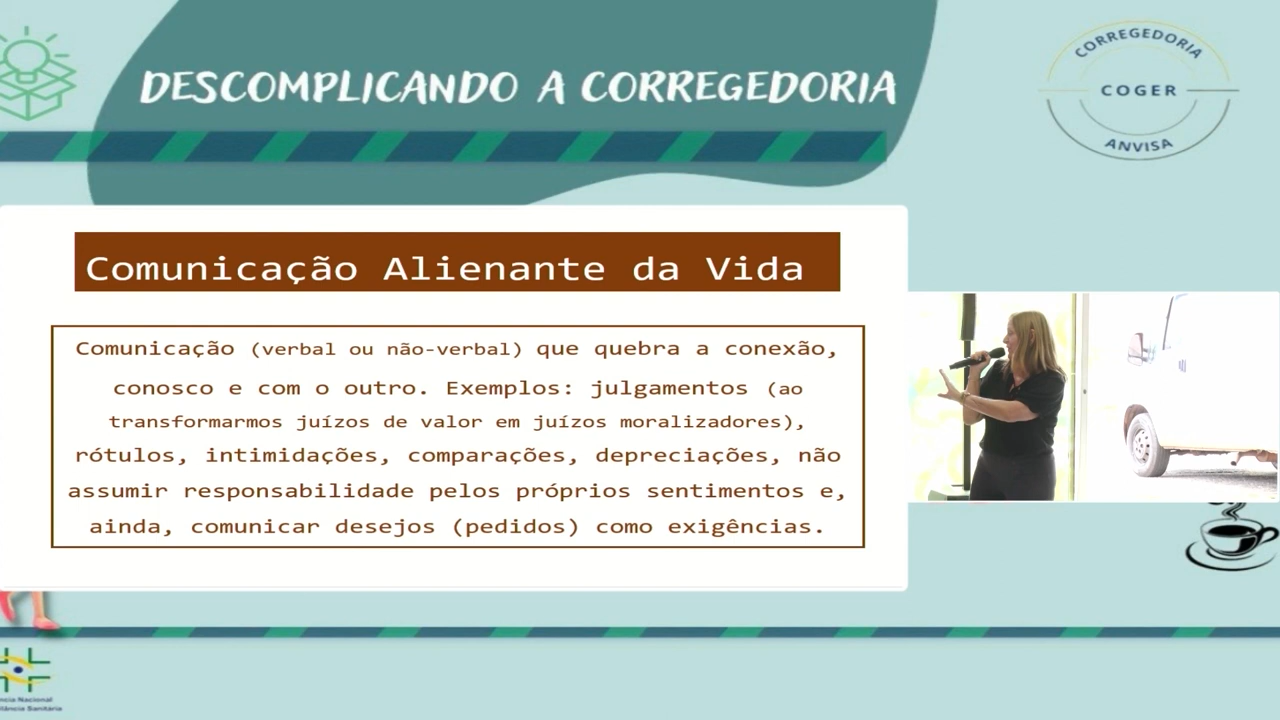 DESCOMPLICANDO A CORREGEDORIA
CORREGEDORIA
COGER
ANVISA
Comunicação Alienante da Vida
Comunicação (verbal ou não-verbal) que quebra a conexão,
conosco e com o outro. Exemplos: julgamentos (ao
transformarmos juízos de valor em juízos moralizadores),
rótulos, intimidações, comparações, depreciações, não
assumir responsabilidade pelos próprios sentimentos e,
ainda, comunicar desejos (pedidos) como exigências.
Nacional
Sanitária